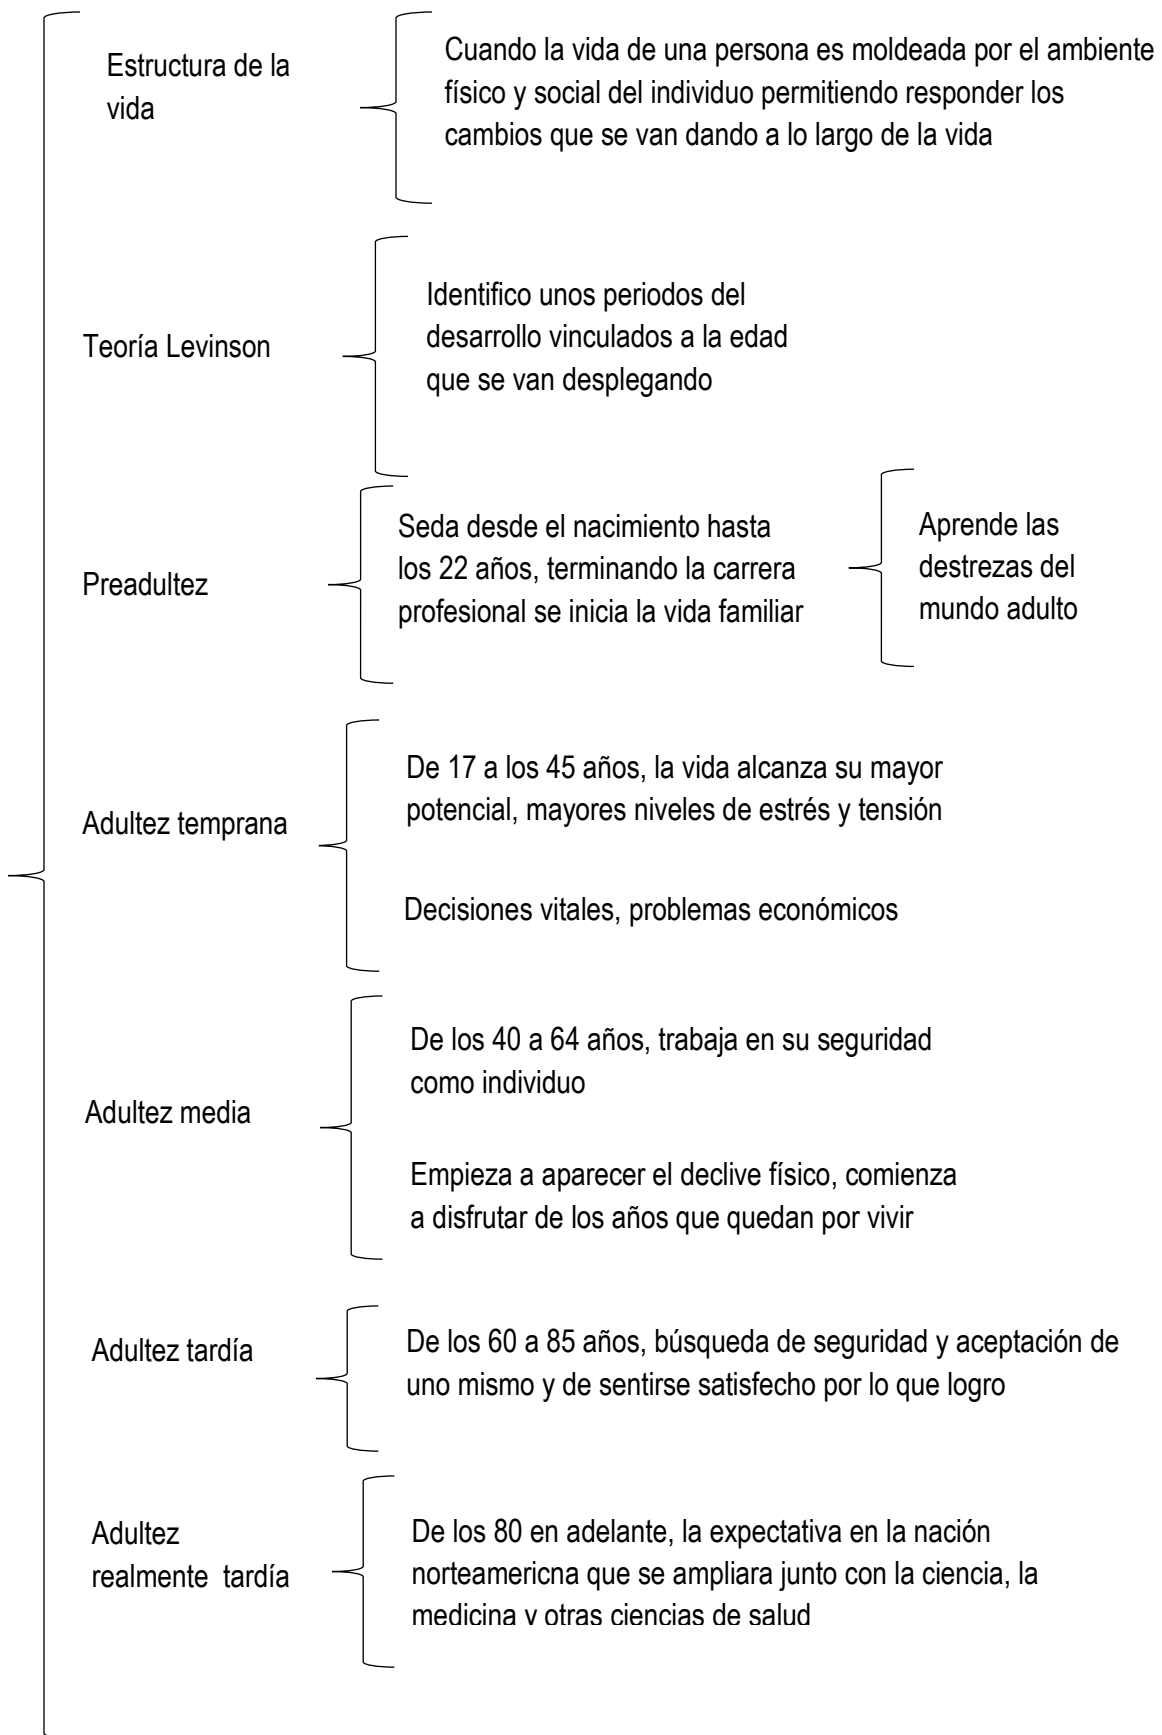 Estructura de la
vida
Cuando la vida de una persona es moldeada por el ambiente
físico y social del individuo permitiendo responder los
cambios que se van dando a lo largo de la vida
Teoría Levinson
Identifico unos periodos del
desarrollo vinculados a la edad
que se van desplegando
Preadultez
Seda desde el nacimiento hasta
los 22 años, terminando la carrera
profesional se inicia la vida familiar
Aprende las
destrezas del
mundo adulto
Adultez temprana
De 17 a los 45 años, la vida alcanza su mayor
potencial, mayores niveles de estrés y tensión
Decisiones vitales, problemas económicos
Adultez media
De los 40 a 64 años, trabaja en su seguridad
como individuo
Empieza a aparecer el declive físico, comienza
a disfrutar de los años que quedan por vivir
Adultez tardía
De los 60 a 85 años, búsqueda de seguridad y aceptación de
uno mismo y de sentirse satisfecho por lo que logro
Adultez
realmente tardía
De los 80 en adelante, la expectativa en la nación
norteamericna que se ampliara junto con la ciencia, la
medicina y otras ciencias de salud